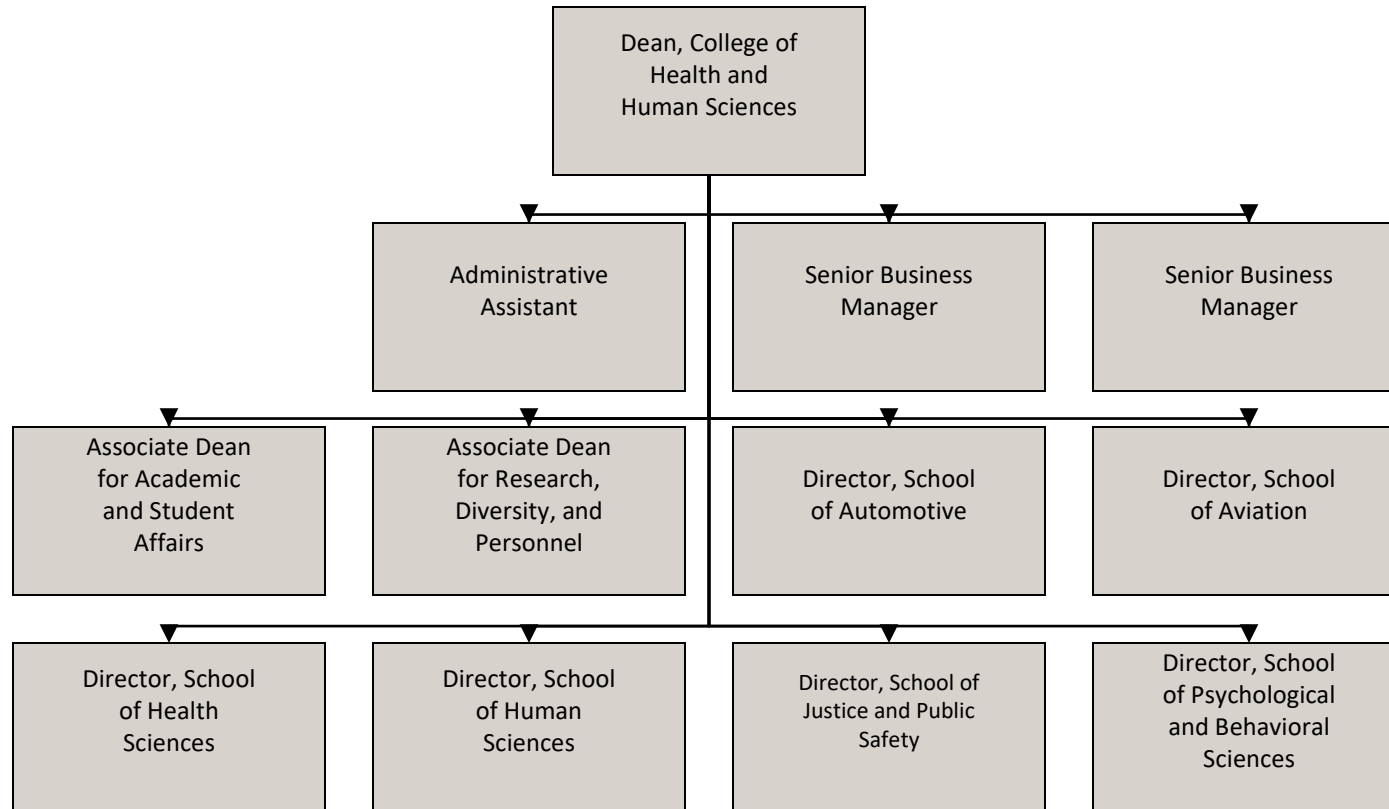 Dean, College of
Health and
Human Sciences
Administrative
Assistant
Senior Business
Manager
Senior Business
Manager
Associate Dean
for Academic
and Student
Affairs
Associate Dean
for Research,
Diversity, and
Personnel
Director, School
of Automotive
Director, School
of Aviation
Director, School
of Health
Sciences
Director, School
of Human
Sciences
Director, School of
Justice and Public
Safety
Director, School
of Psychological
and Behavioral
Sciences